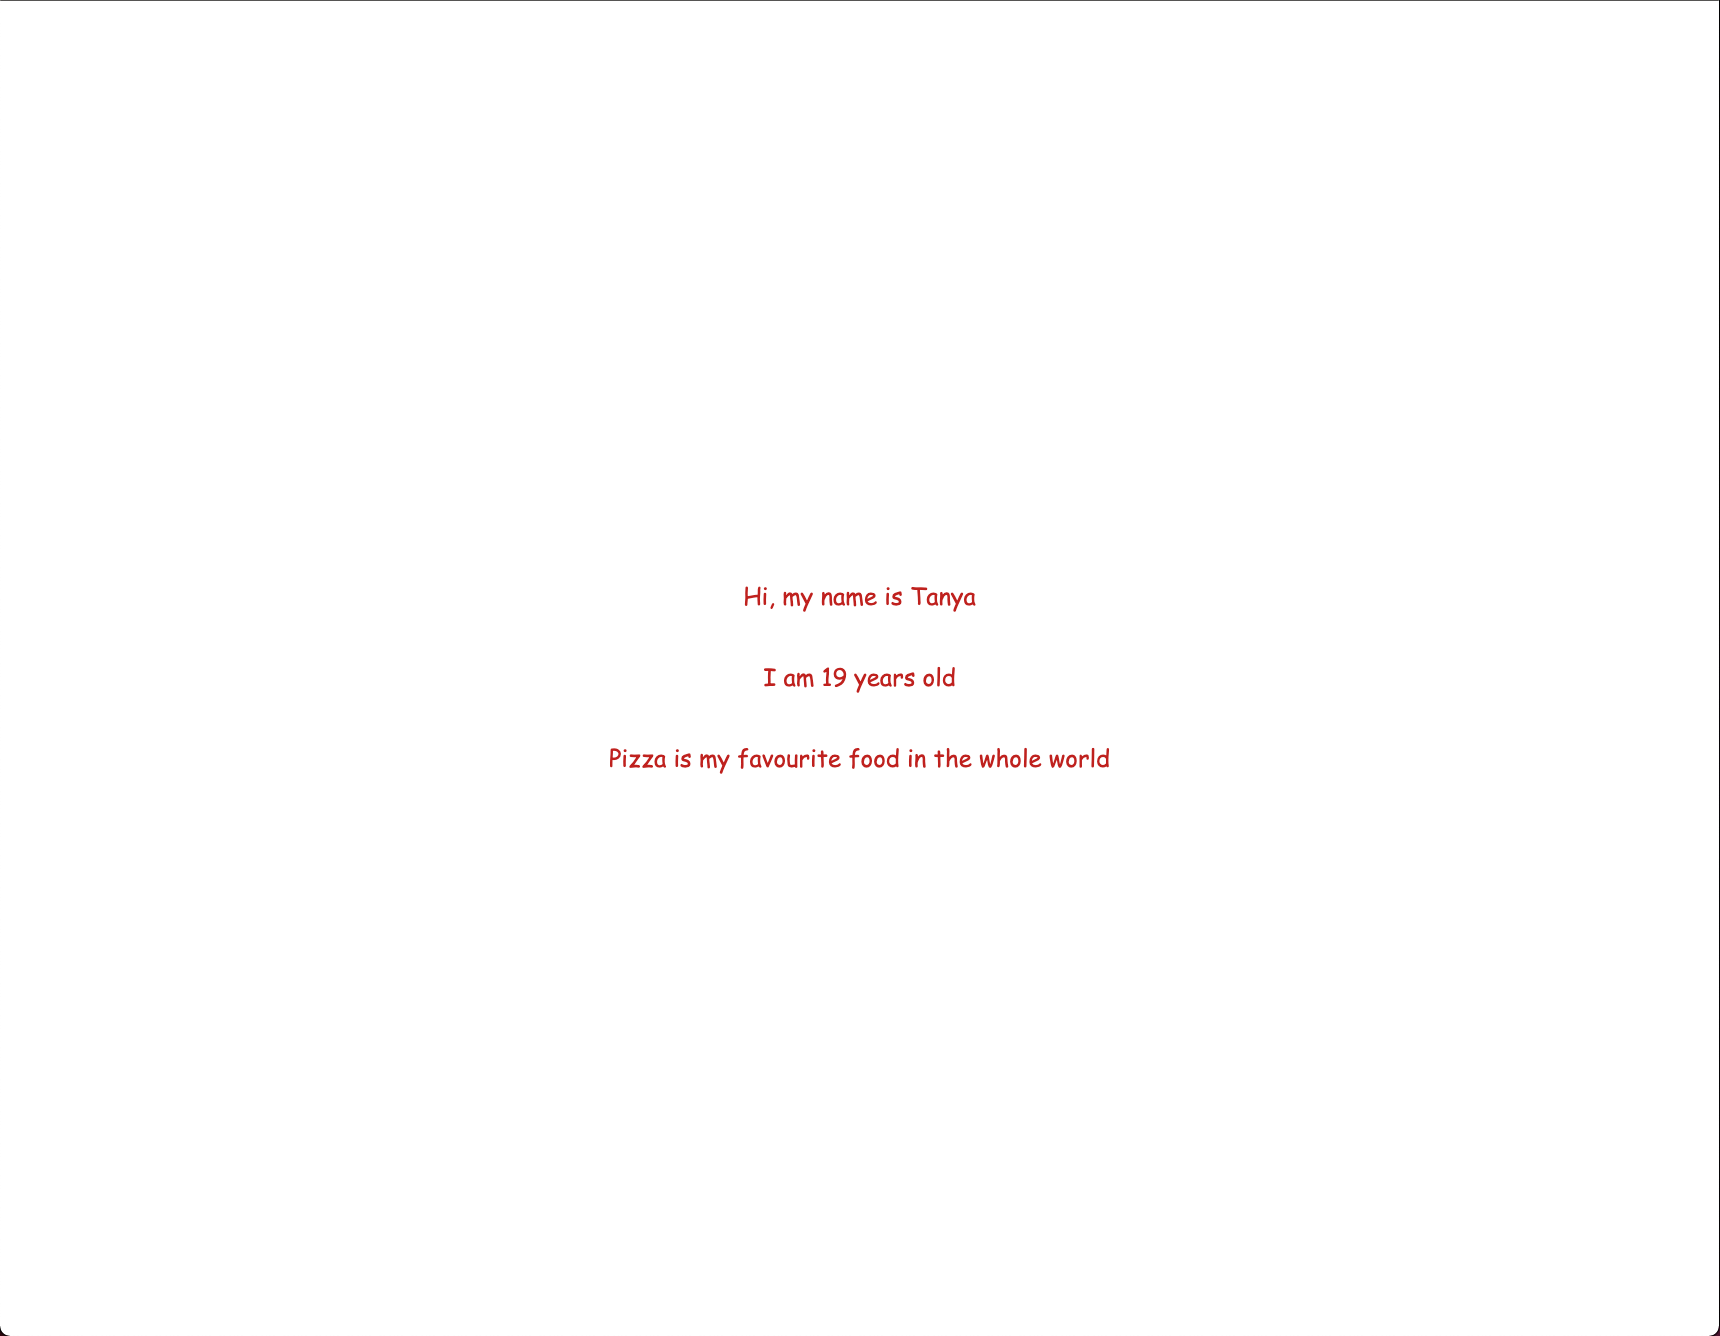 Hi, my name is Tanya
I am 19 years old
Pizza is my favourite food in the whole world